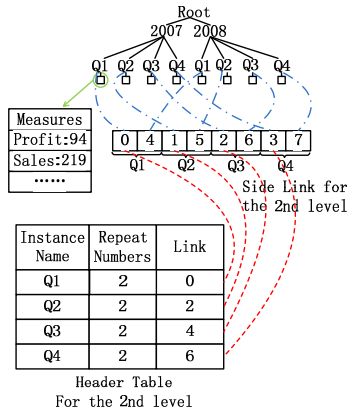 Root
2007 2008
Q1 Q2 Q3 Q4 Q1 Q2 Q3 Q4
Measures
Profit:94
Sales:219
......
0 4 1 5 2 6 3 7
Q1 Q2 Q3 Q4
Side Link for
the 2nd level
Instance Name Repeat Numbers Link
Q1 2 0
Q2 2 2
Q3 2 4
Q4 2 6
Header Table
For the 2nd level